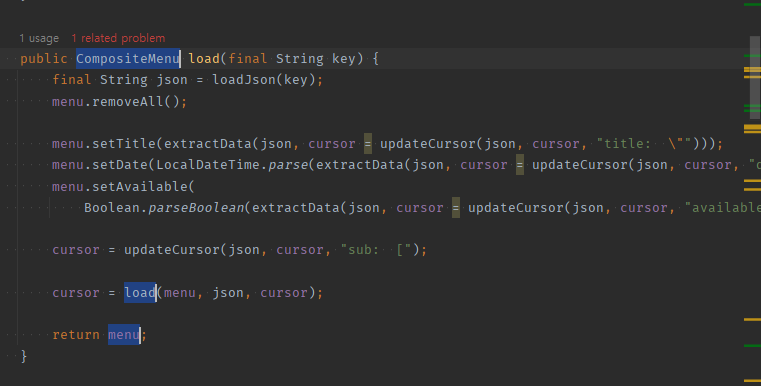 1 usage 1 related problem
public CompositeMenu load(final String key) {
final String json = loadJson(key);
menu.removeAll();
menu.setTitle(extractData(json, cursor = updateCursor(json, cursor, "title: \"")));
menu.setDate(LocalDateTime.parse(extractData(json, cursor = updateCursor(json, cursor, "
menu.setAvailable(
Boolean.parseBoolean(extractData(json, cursor = updateCursor(json, cursor, "available
cursor = updateCursor(json, cursor, "sub: [");
cursor = load(menu, json, cursor);
return menu;
}